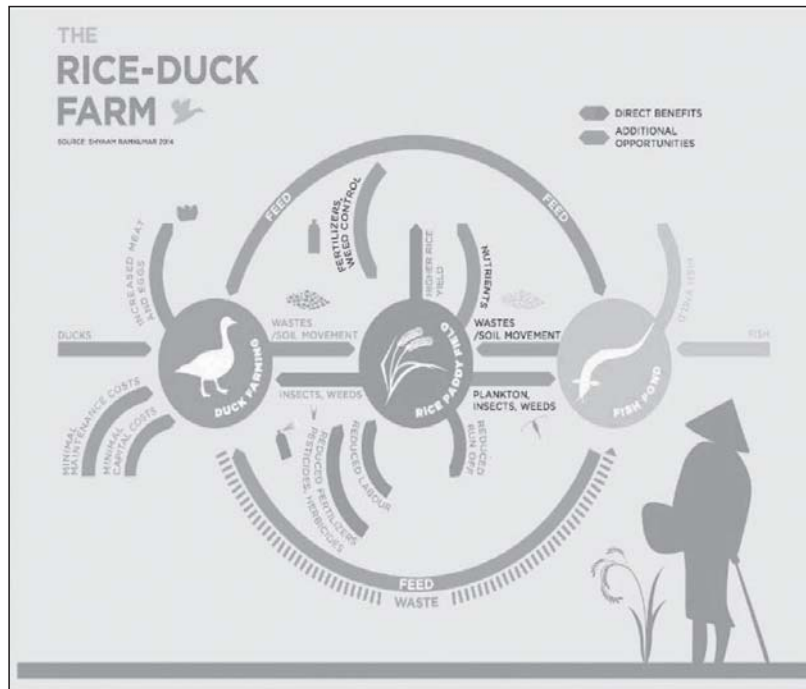 THE
RICE-DUCK
FARM
SOURCE: SHYAAM RAMKUMAR 2014
DIRECT BENEFITS
ADDITIONAL
OPPORTUNITIES
FEED
FEED
FERTILIZERS,
WEED CONTROL
INCREASED MEAT
AND EGGS
HIGHER RICE
YIELD
NUTRIENTS
FISH YIELD
DUCKS
WASTES
/SOIL MOVEMENT
WASTES
/SOIL MOVEMENT
FISH
DUCK FARMING
RICE PADDY FIELD
FISH POND
INSECTS, WEEDS
PLANKTON,
INSECTS, WEEDS
MINIMAL
MAINTENANCE COSTS
MINIMAL
CAPITAL COSTS
REDUCED FERTILIZERS
PESTICIDES, HERBICIDES
REDUCED LABOUR
REDUCED
RUN OFF
FEED
WASTE